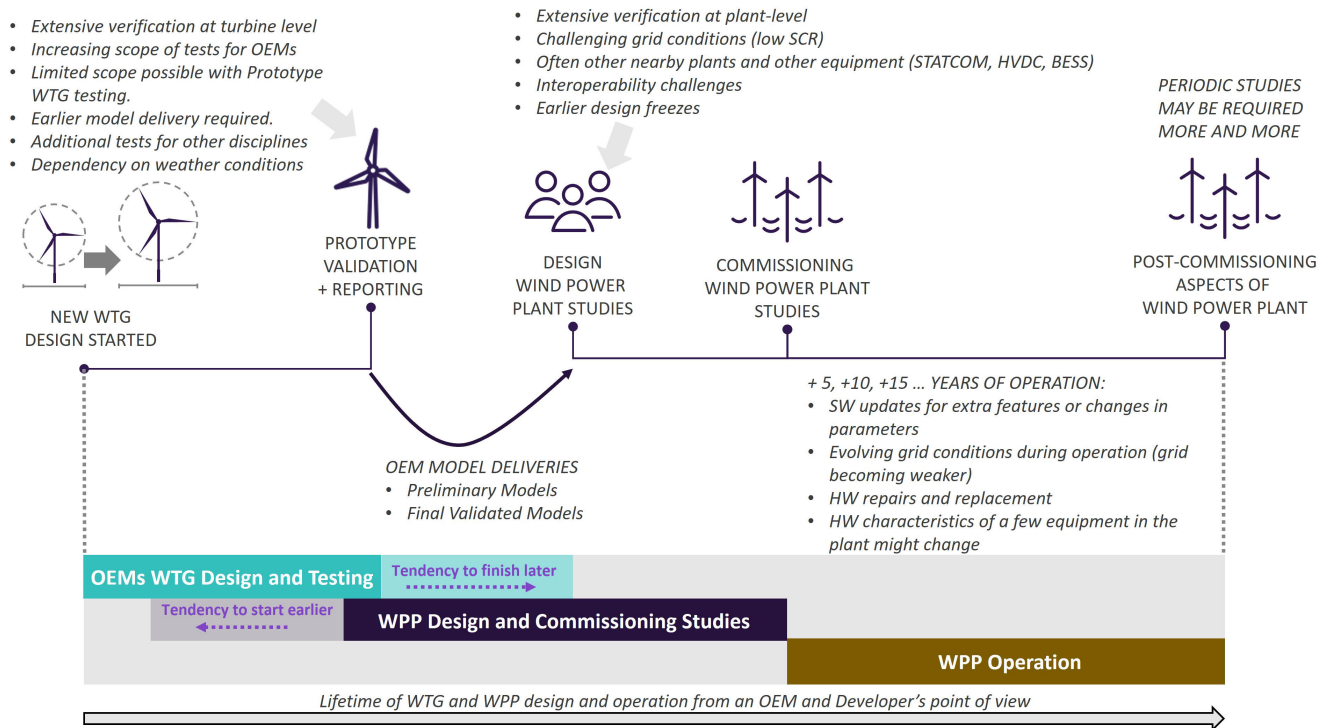 • Extensive verification at turbine level
• Increasing scope of tests for OEMs
• Limited scope possible with Prototype
WTG testing.
• Earlier model delivery required.
• Additional tests for other disciplines
• Dependency on weather conditions
• Extensive verification at plant-level
• Challenging grid conditions (low SCR)
• Often other nearby plants and other equipment (STATCOM, HVDC, BESS)
• Interoperability challenges
• Earlier design freezes
PERIODIC STUDIES
MAY BE REQUIRED
MORE AND MORE
NEW WTG
DESIGN STARTED
PROTOTYPE
VALIDATION
+ REPORTING
DESIGN
WIND POWER
PLANT STUDIES
COMMISSIONING
WIND POWER PLANT
STUDIES
POST-COMMISSIONING
ASPECTS OF
WIND POWER PLANT
OEM MODEL DELIVERIES
• Preliminary Models
• Final Validated Models
+ 5, +10, +15 ... YEARS OF OPERATION:
• SW updates for extra features or changes in
parameters
• Evolving grid conditions during operation (grid
becoming weaker)
• HW repairs and replacement
• HW characteristics of a few equipment in the
plant might change
OEMs WTG Design and Testing
Tendency to finish later
Tendency to start earlier
WPP Design and Commissioning Studies
WPP Operation
Lifetime of WTG and WPP design and operation from an OEM and Developer's point of view